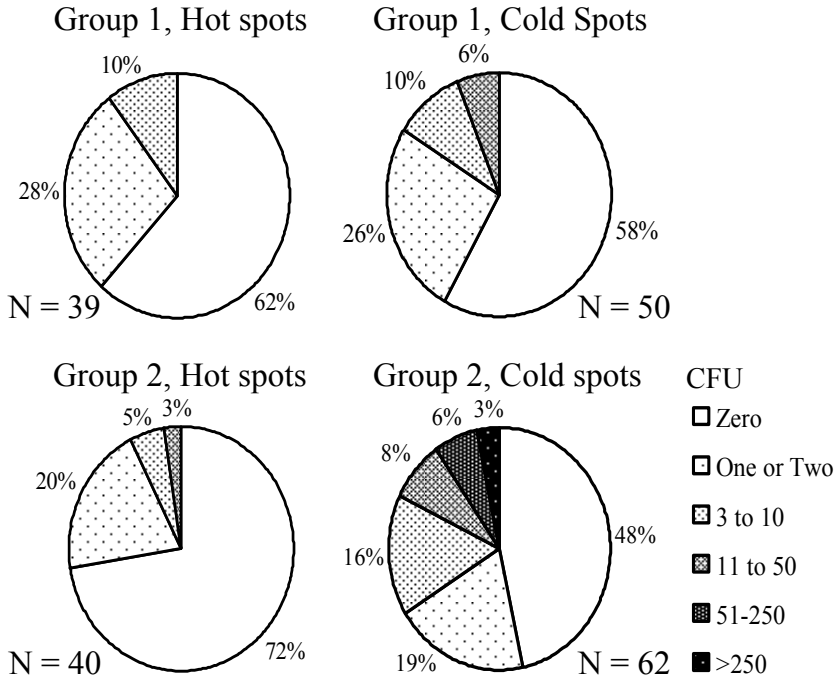 Group 1, Hot spots
10%
28%
62%
N = 39
Group 1, Cold Spots
6%
10%
26%
58%
N = 50
Group 2, Hot spots
5%
3%
20%
72%
N = 40
Group 2, Cold spots
6%
3%
8%
16%
19%
48%
N = 62
CFU
Zero
One or Two
3 to 10
11 to 50
51-250
>250